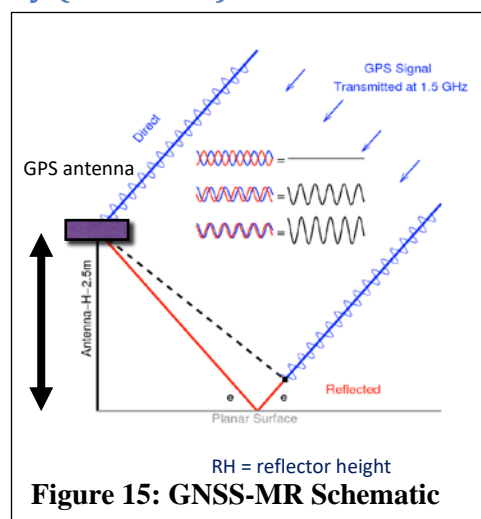 GPS Signal
Transmitted at 1.5 GHz
Direct
GPS antenna
=
=
=
Antenna-H-2.5m
e
e
Reflected
Planar Surface
RH = reflector height
Figure 15: GNSS-MR Schematic